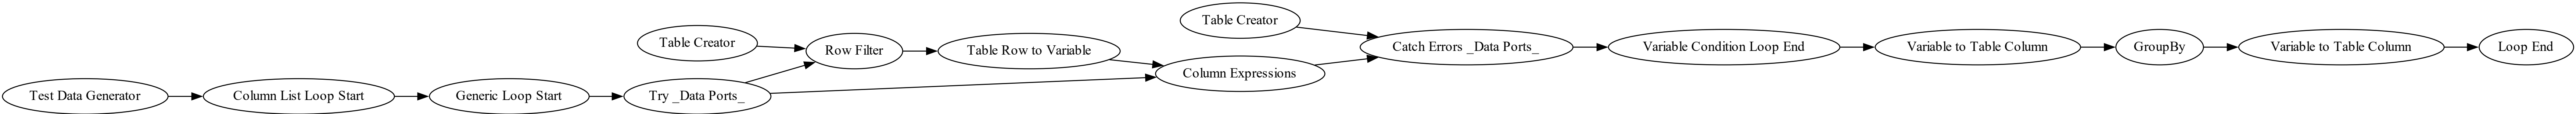 Test Data Generator
Column List Loop Start
Generic Loop Start
Try _Data Ports_
Table Creator
Row Filter
Table Row to Variable
Table Creator
Column Expressions
Catch Errors _Data Ports_
Variable Condition Loop End
Variable to Table Column
GroupBy
Variable to Table Column
Loop End